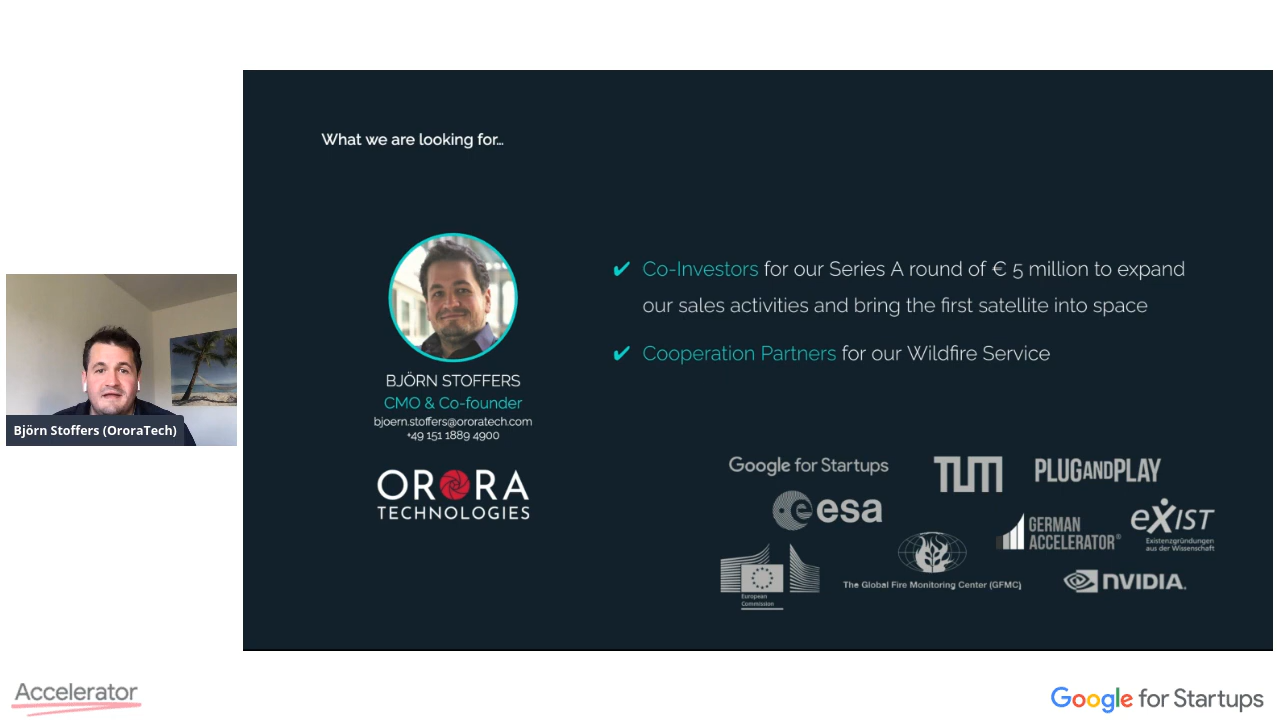 What we are looking for...
✔ Co-Investors for our Series A round of € 5 million to expand
our sales activities and bring the first satellite into space
✔ Cooperation Partners for our Wildfire Service
BJÖRN STOFFERS
CMO & Co-founder
bjoern.stoffers@ororatech.com
+49 151 1889 4900
ORORA
TECHNOLOGIES
Björn Stoffers (OroraTech)
Google for Startups
TUM
PLUGANDPLAY
esa
GERMAN
ACCELERATOR®
eXIST
Existenzgründungen
aus der Wissenschaft
European
Commission
The Global Fire Monitoring Center (GFMC)
NVIDIA.
Accelerator
Google for Startups